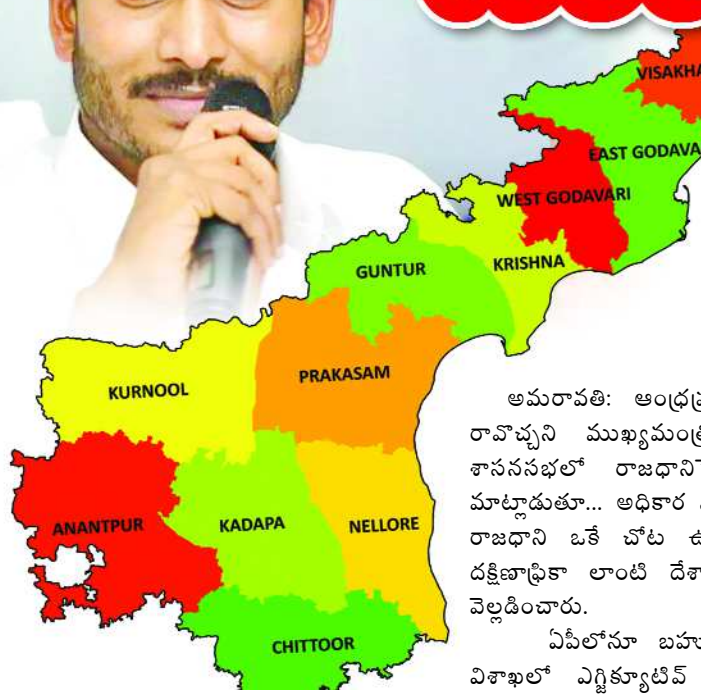 VISAKHA
EAST GODAVA
WEST GODAVARI
KRISHNA
GUNTUR
PRAKASAM
KURNOOL
ANANTPUR
KADAPA
NELLORE
CHITTOOR
అమరావతి: ఆంధ్రప్ర
రావొచ్చని ముఖ్యమంత్రి
శాసనసభలో రాజధాని
మాట్లాడుతూ... అధికార
రాజధాని ఒకే చోట ఉ
దక్షిణాఫ్రికా లాంటి దేశా
వెల్లడించారు.
ఏపీలోనూ బహు
విశాఖలో ఎగ్జిక్యూటివ్